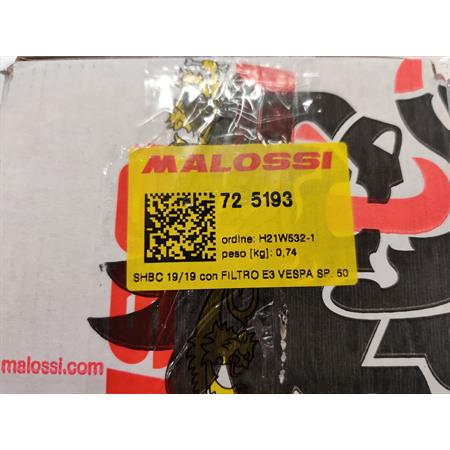 MALOSSI
72 5193
ordine: H21W532-1
peso [kg]: 0,74
SHBC 19/19 con FILTRO E3 VESPA SP. 50
malossi.com